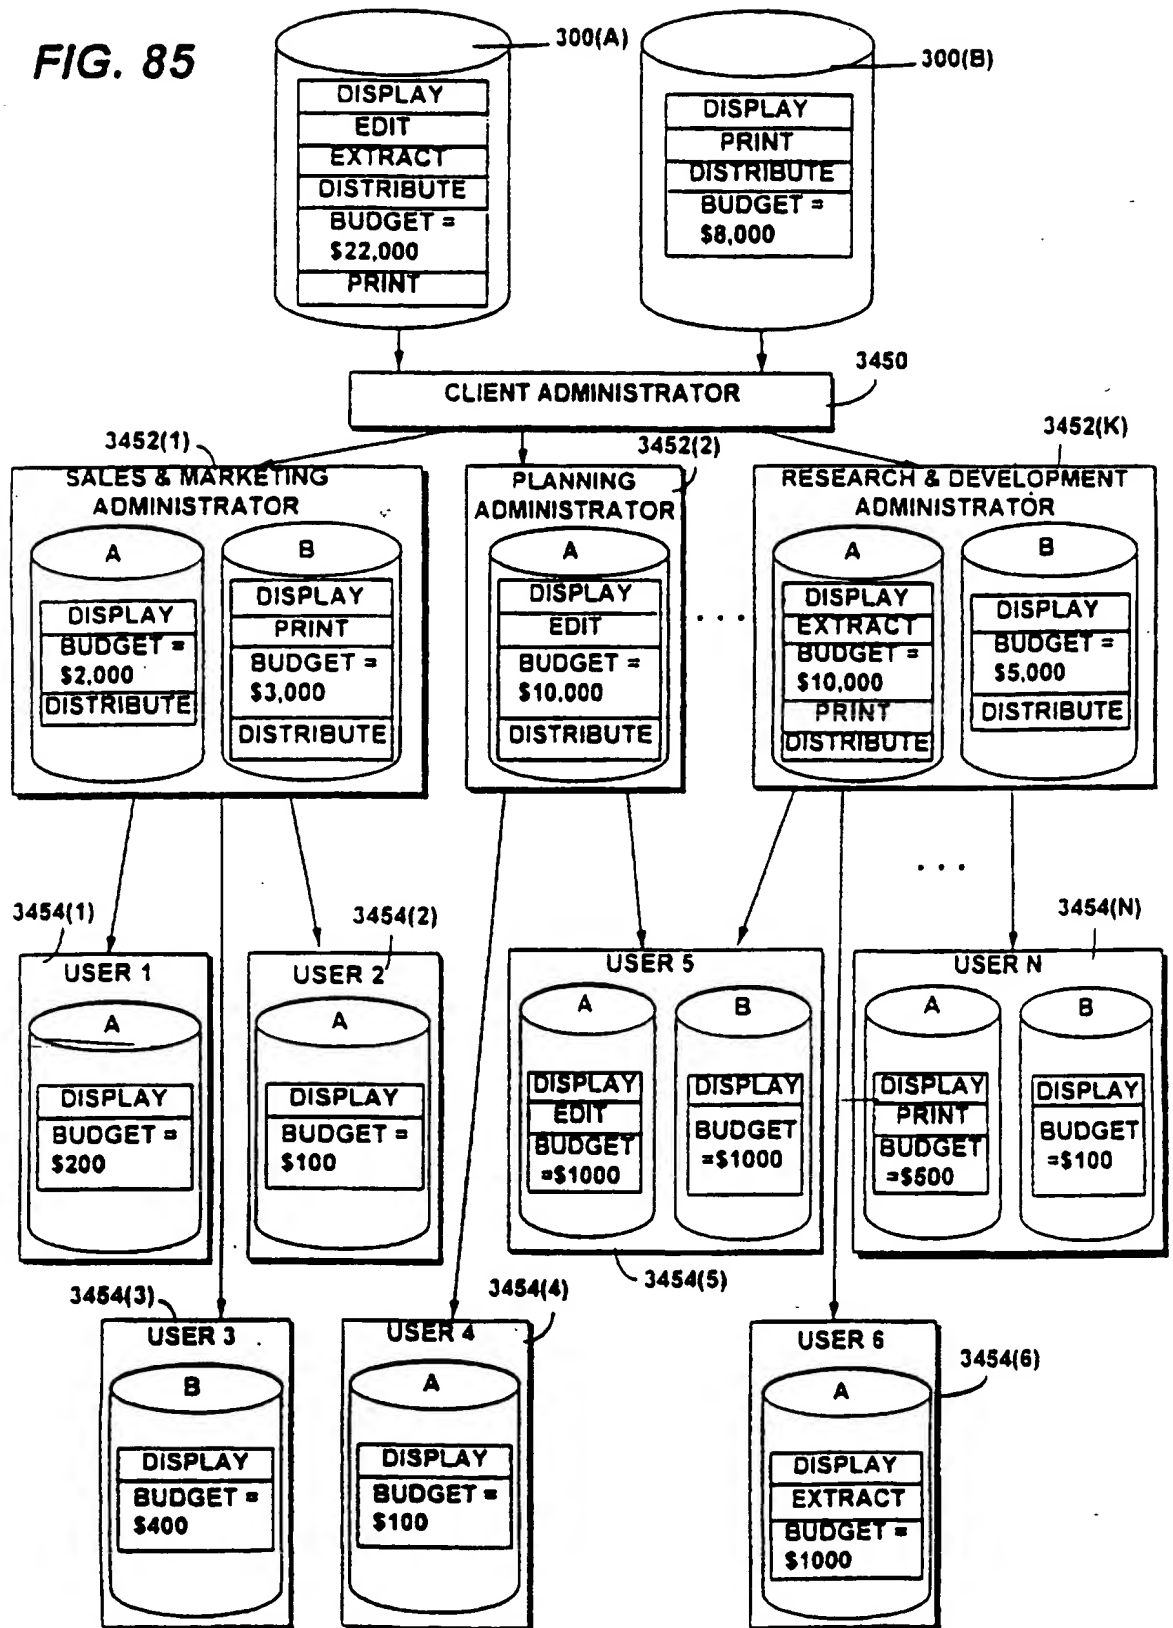 FIG. 85
300(A)
300(B)
DISPLAY
EDIT
EXTRACT
DISTRIBUTE
BUDGET =
$22,000
PRINT
DISPLAY
PRINT
DISTRIBUTE
BUDGET =
$8,000
CLIENT ADMINISTRATOR
3450
3452(1)
SALES & MARKETING
ADMINISTRATOR
A
DISPLAY
BUDGET =
$2,000
DISTRIBUTE
B
DISPLAY
PRINT
BUDGET =
$3,000
DISTRIBUTE
3452(2)
PLANNING
ADMINISTRATOR
A
DISPLAY
EDIT
BUDGET =
$10,000
DISTRIBUTE
. . .
3452(K)
RESEARCH & DEVELOPMENT
ADMINISTRATOR
A
DISPLAY
EXTRACT
BUDGET =
$10,000
PRINT
DISTRIBUTE
B
DISPLAY
BUDGET =
$5,000
DISTRIBUTE
. . .
3454(1)
USER 1
A
DISPLAY
BUDGET =
$200
3454(2)
USER 2
A
DISPLAY
BUDGET =
$100
USER 5
A
DISPLAY
EDIT
BUDGET
=$1000
B
DISPLAY
BUDGET
=$1000
3454(5)
3454(N)
USER N
A
DISPLAY
PRINT
BUDGET
=$500
B
DISPLAY
BUDGET
=$100
3454(3)
USER 3
B
DISPLAY
BUDGET =
$400
3454(4)
USER 4
A
DISPLAY
BUDGET =
$100
USER 6
3454(6)
A
DISPLAY
EXTRACT
BUDGET =
$1000